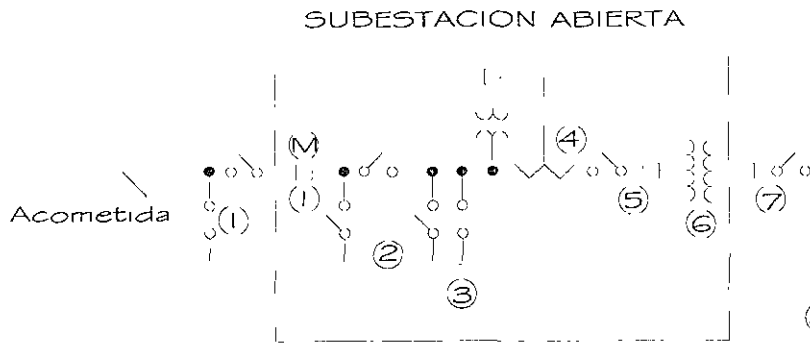 SUBESTACION ABIERTA
(M)
(4)
Acometida
(1)
(1)
(5)
(7)
(2)
(6)
(3)